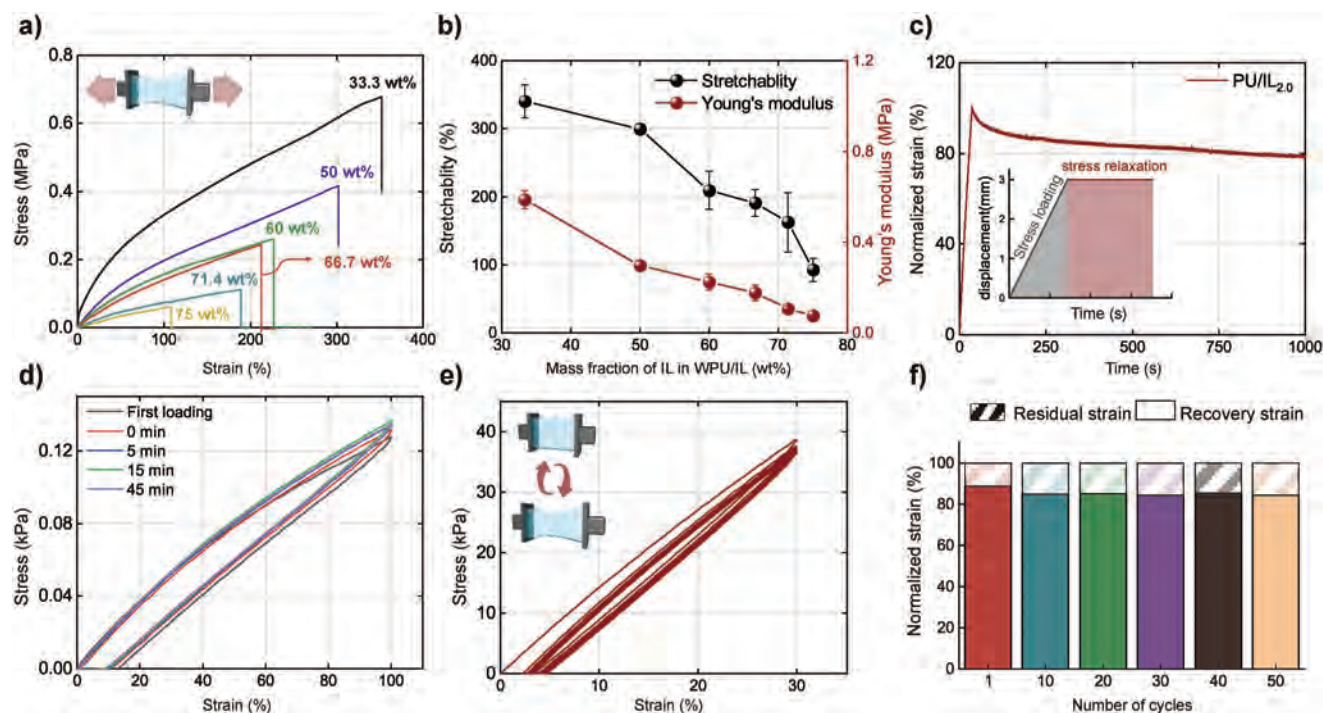 a)
0.8
0.6
0.4
0.2
0.0
Stress (MPa)
33.3 wt%
50 wt%
60 wt%
66.7 wt%
71.4 wt%
75 wt%
0
100
200
300
400
Strain (%)
b)
400
300
200
100
0
Stretchablity (%)
Stretchablity
Young's modulus
1.2
0.8
0.4
0.0
Young's modulus (MPa)
30
40
50
60
70
80
Mass fraction of IL in WPU/IL (wt%)
c)
120
80
40
0
Normalized strain (%)
PU/IL2.0
stress relaxation
Stress loading
3
2
1
0
displacement(mm)
Time (s)
0
250
500
750
1000
Time (s)
d)
First loading
0 min
5 min
15 min
45 min
0.12
0.08
0.04
0.00
Stress (kPa)
0
20
40
60
80
100
Strain (%)
e)
40
30
20
10
0
Stress (kPa)
0
10
20
30
Strain (%)
f)
Residual strain
Recovery strain
100
80
60
40
20
0
Normalized strain (%)
1
10
20
30
40
50
Number of cycles